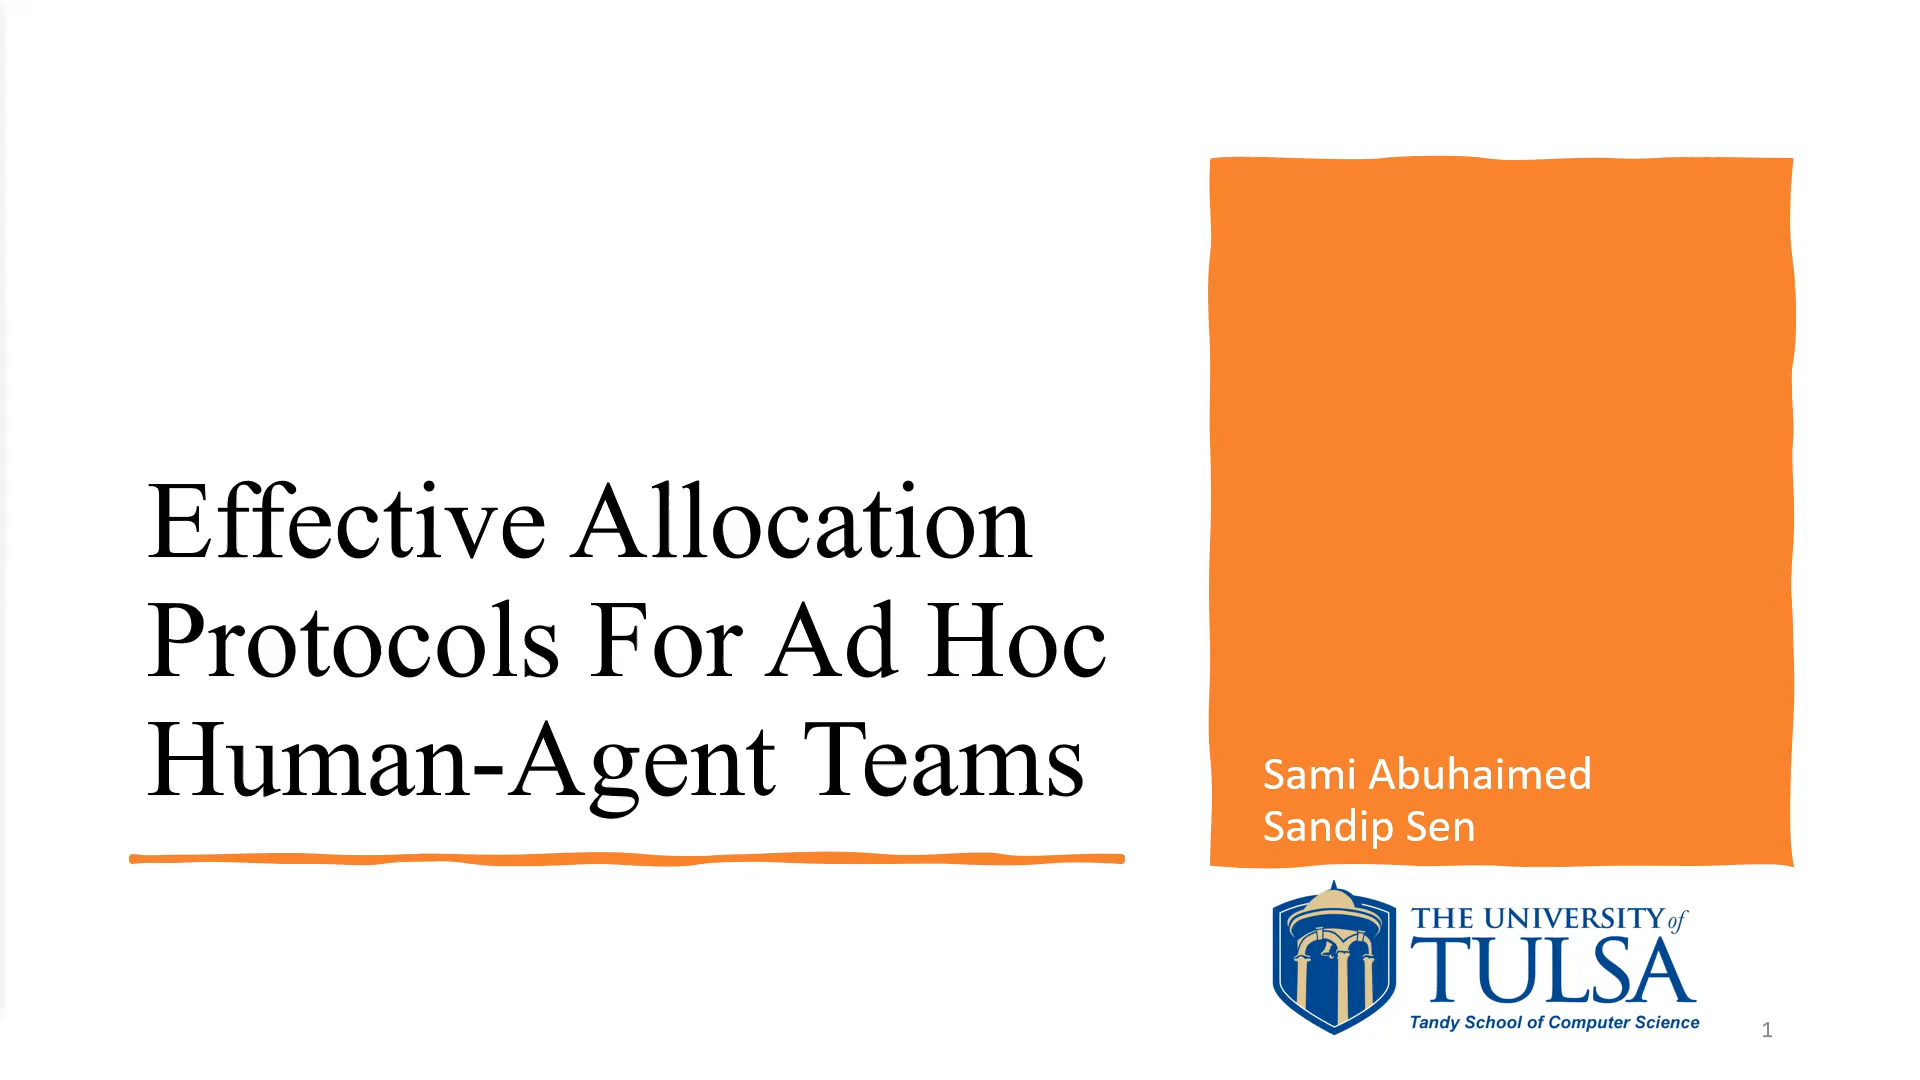 Effective Allocation
Protocols For Ad Hoc
Human-Agent Teams
Sami Abuhaimed
Sandip Sen
THE UNIVERSITY of
TULSA
Tandy School of Computer Science
1